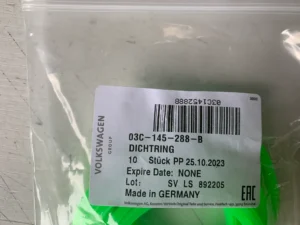 03C145288B
VOLKSWAGEN
GROUP
03C-145-288-B
DICHTRING
10 Stück PP 25.10.2023
Expire Date: NONE
Lot: SV LS 892205
Made in GERMANY
EAC